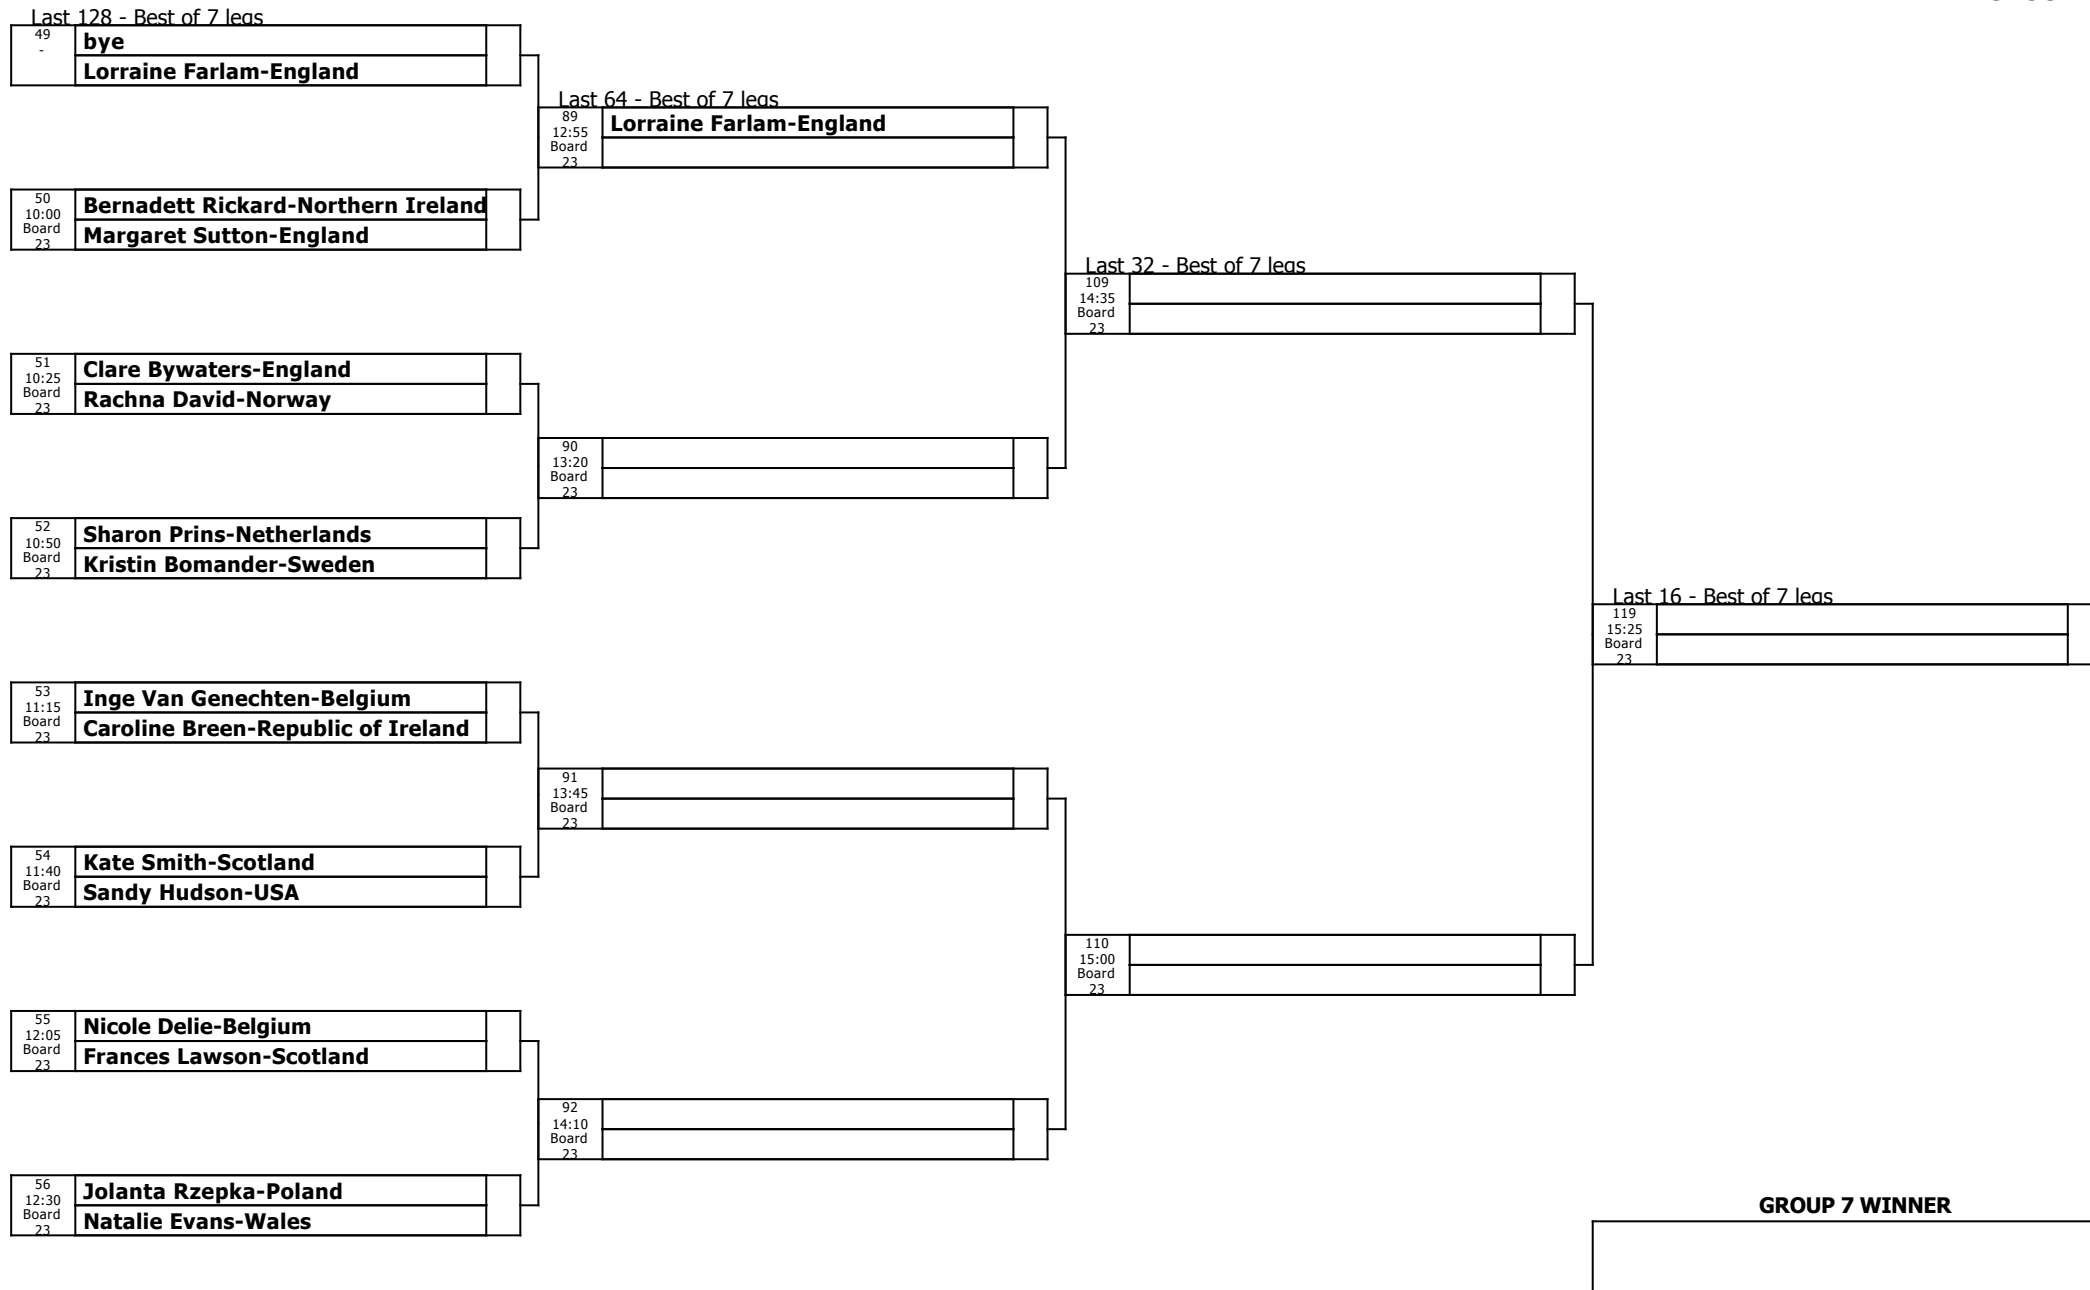 Last 128 - Best of 7 legs
49
-
bye
Lorraine Farlam-England
Last 64 - Best of 7 legs
89
12:55
Board
23
Lorraine Farlam-England
50
10:00
Board
23
Bernadett Rickard-Northern Ireland
Margaret Sutton-England
Last 32 - Best of 7 legs
109
14:35
Board
23
51
10:25
Board
23
Clare Bywaters-England
Rachna David-Norway
90
13:20
Board
23
52
10:50
Board
23
Sharon Prins-Netherlands
Kristin Bomander-Sweden
Last 16 - Best of 7 legs
119
15:25
Board
23
53
11:15
Board
23
Inge Van Genechten-Belgium
Caroline Breen-Republic of Ireland
91
13:45
Board
23
54
11:40
Board
23
Kate Smith-Scotland
Sandy Hudson-USA
110
15:00
Board
23
55
12:05
Board
23
Nicole Delie-Belgium
Frances Lawson-Scotland
92
14:10
Board
23
56
12:30
Board
23
Jolanta Rzepka-Poland
Natalie Evans-Wales
GROUP 7 WINNER